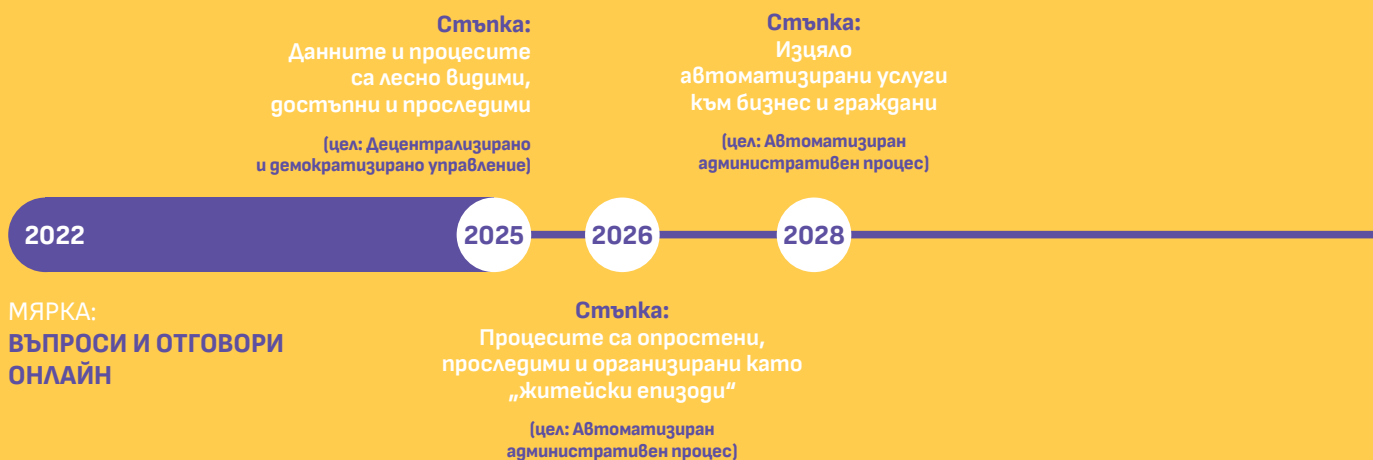 Стъпка:
Данните и процесите
са лесно видими,
достъпни и проследими
(цел: Децентрализирано
и демократизирано управление)
Стъпка:
Изцяло
автоматизирани услуги
към бизнес и граждани
(цел: Автоматизиран
административен процес)
2022
2025
2026
2028
МЯРКА:
ВЪПРОСИ И ОТГОВОРИ
ОНЛАЙН
Стъпка:
Процесите са опростени,
проследими и организирани като
„житейски епизоди“
(цел: Автоматизиран
административен процес)